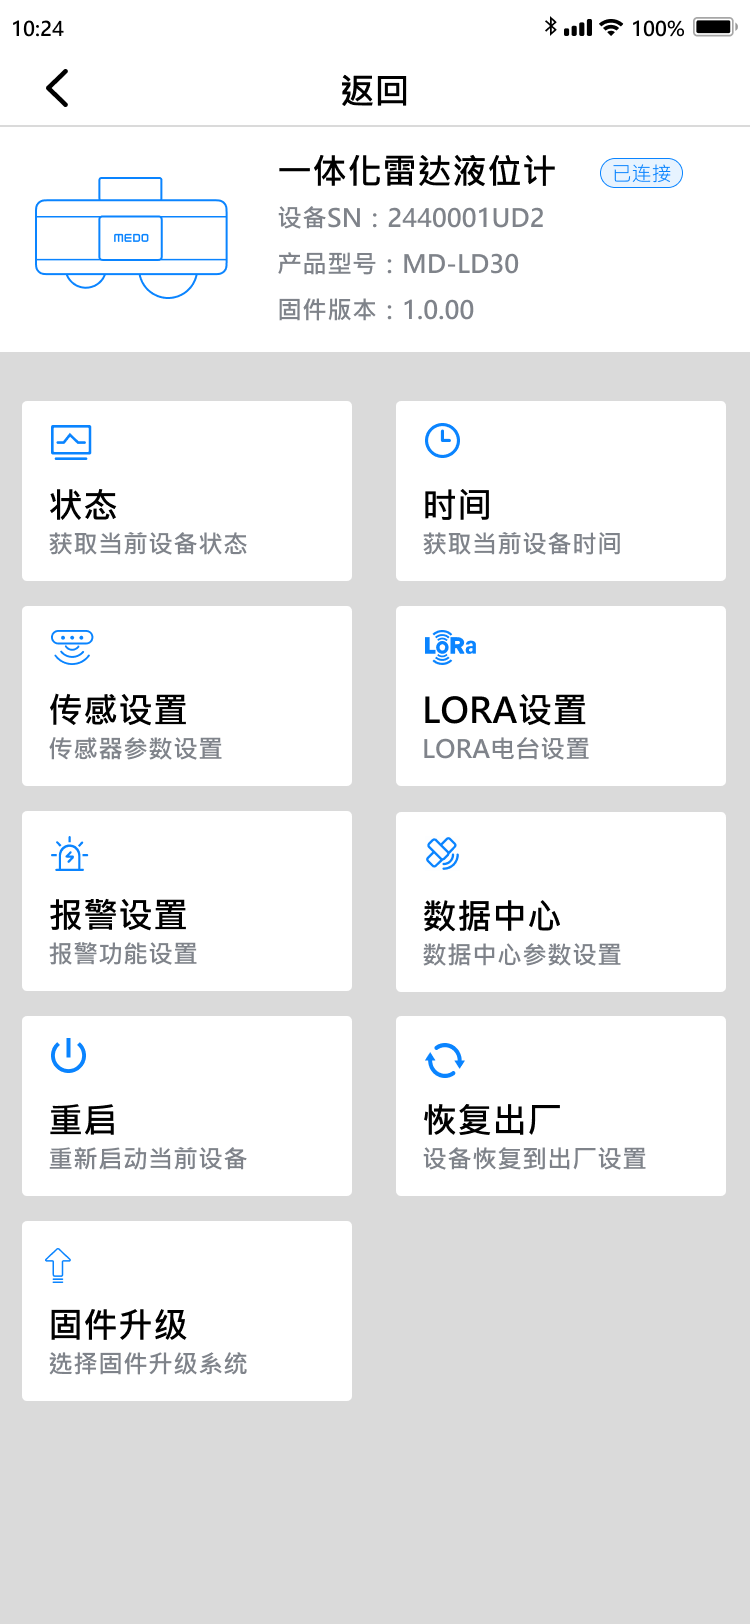 10:24
100%
返回
一体化雷达液位计
已连接
MEDO
设备SN：2440001UD2
产品型号：MD-LD30
固件版本：1.0.00
状态
获取当前设备状态
时间
获取当前设备时间
传感设置
传感器参数设置
LoRa
LORA设置
LORA电台设置
报警设置
报警功能设置
数据中心
数据中心参数设置
重启
重新启动当前设备
恢复出厂
设备恢复到出厂设置
固件升级
选择固件升级系统